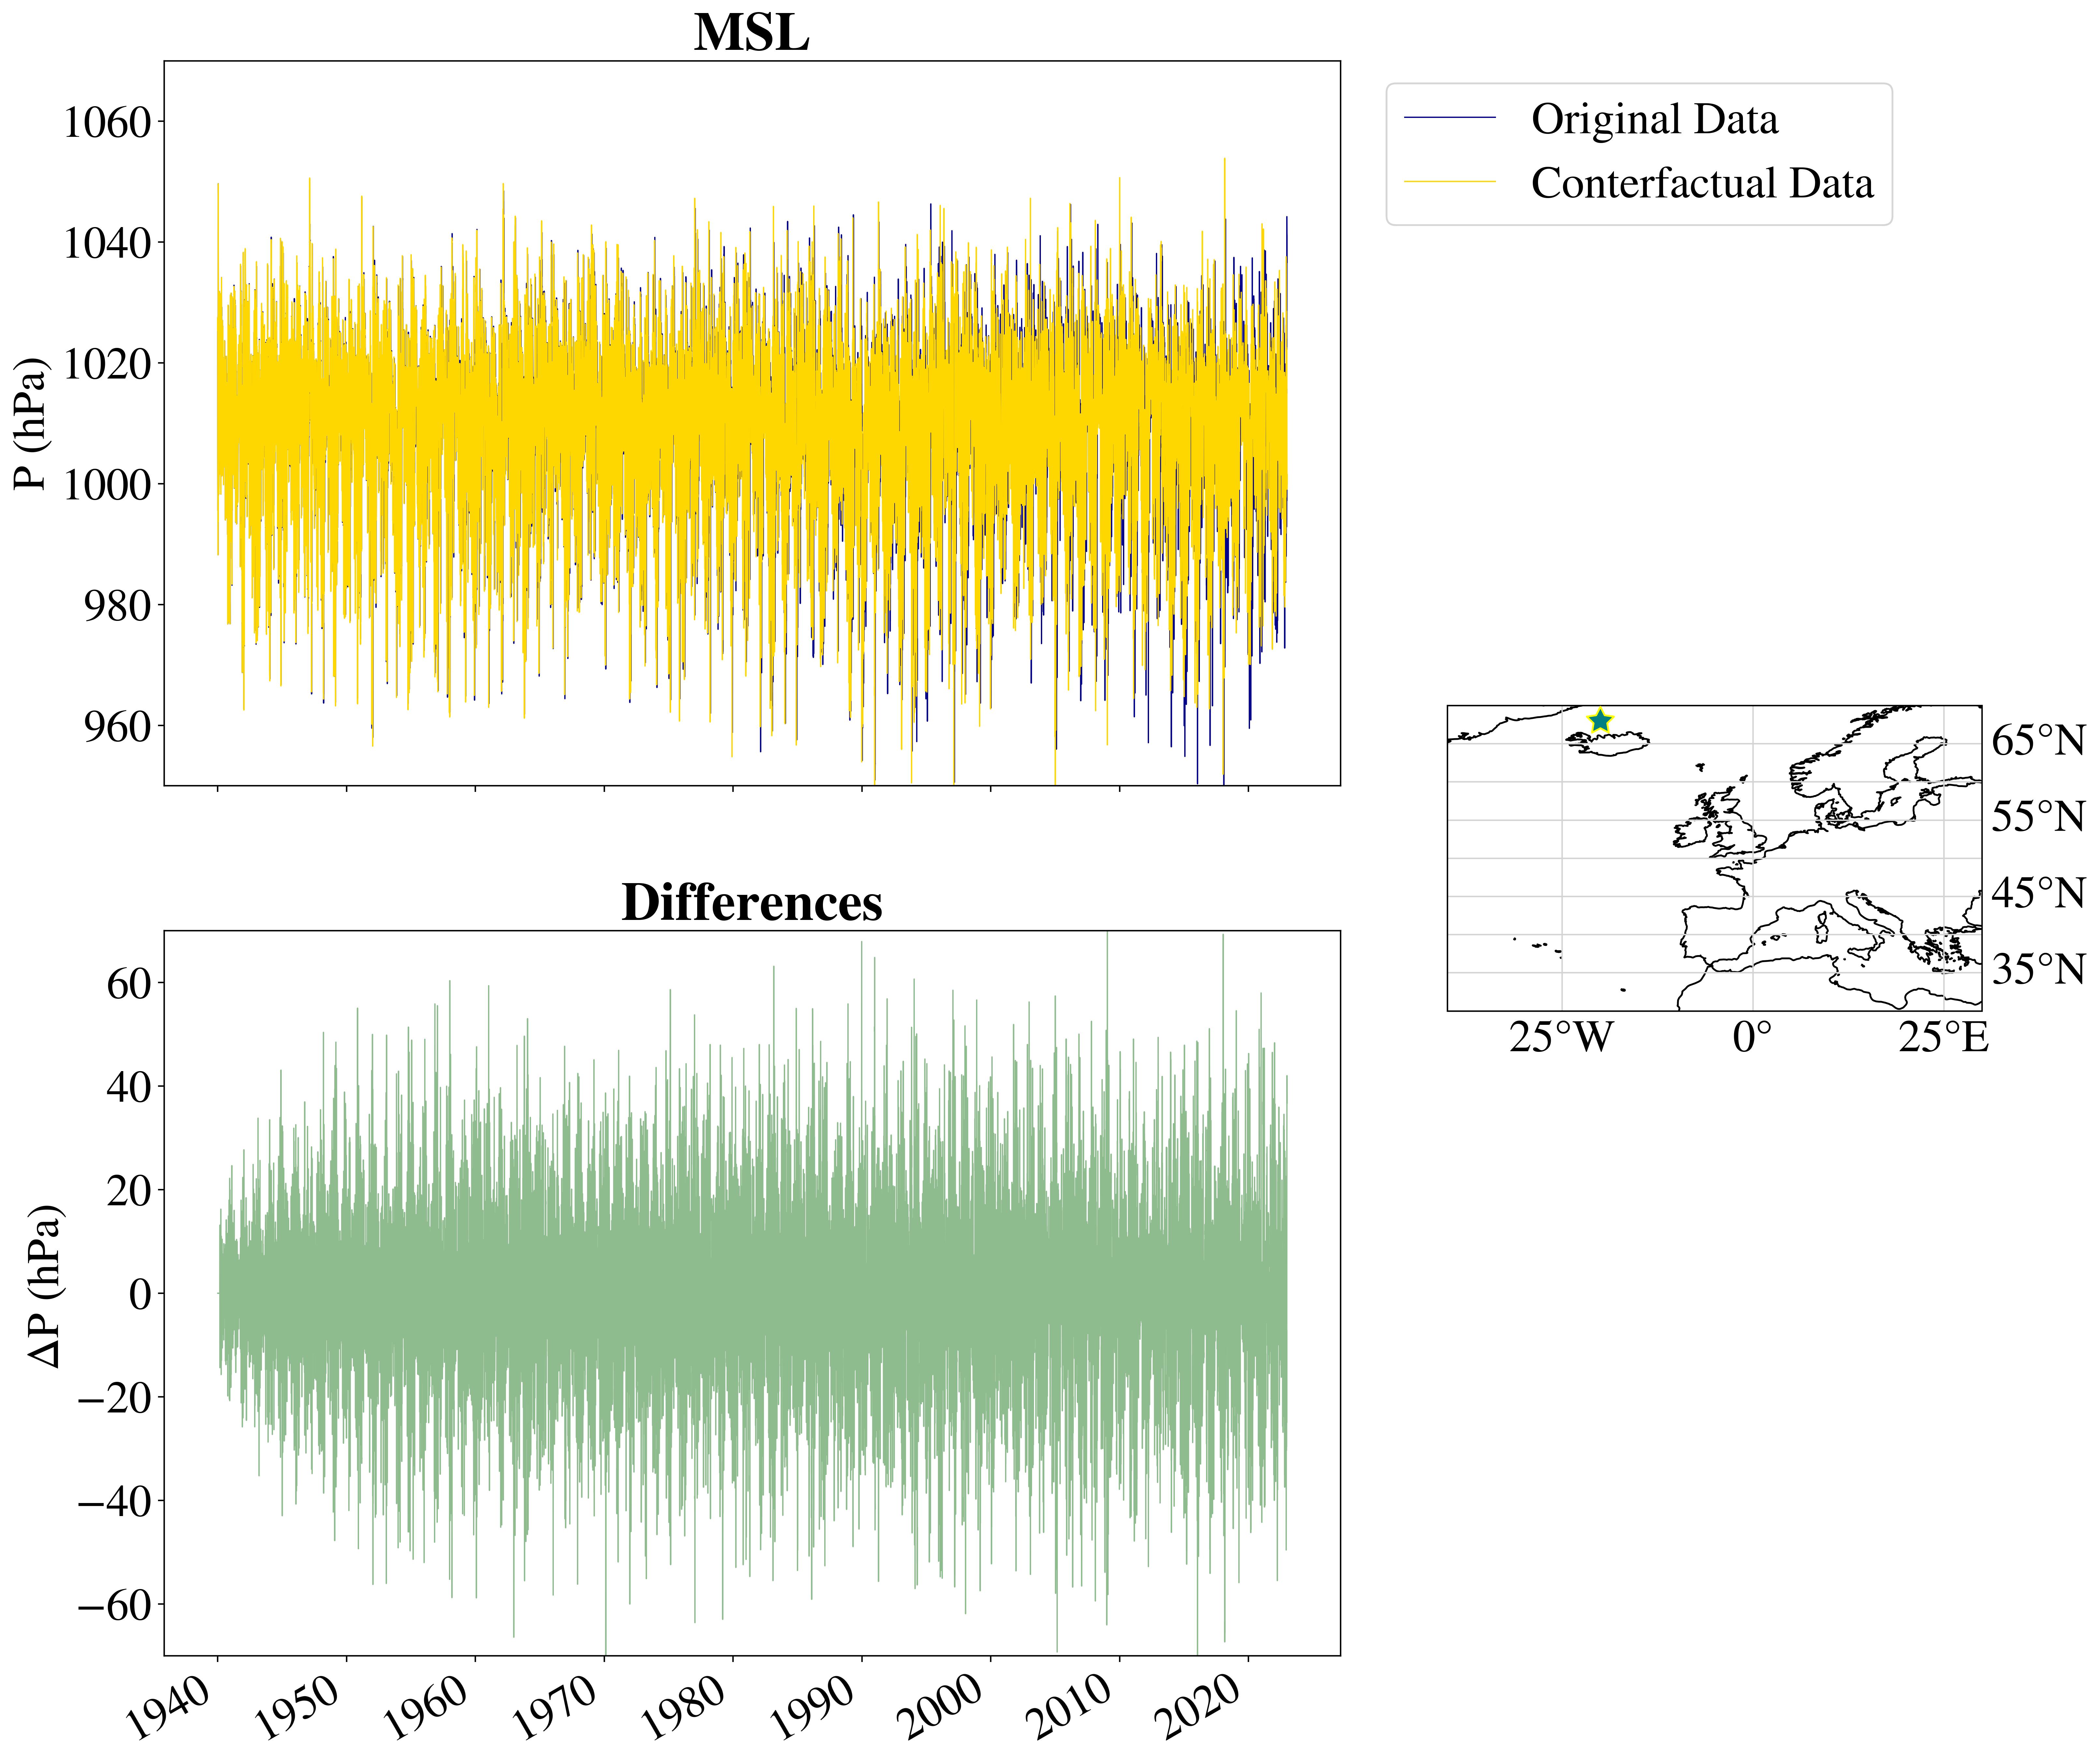 MSL
1060
1040
1020
1000
980
960
P (hPa)
Original Data
Conterfactual Data
65°N
55°N
45°N
35°N
25°W 0° 25°E
Differences
60
40
20
0
−20
−40
−60
ΔP (hPa)
1940 1950 1960 1970 1980 1990 2000 2010 2020